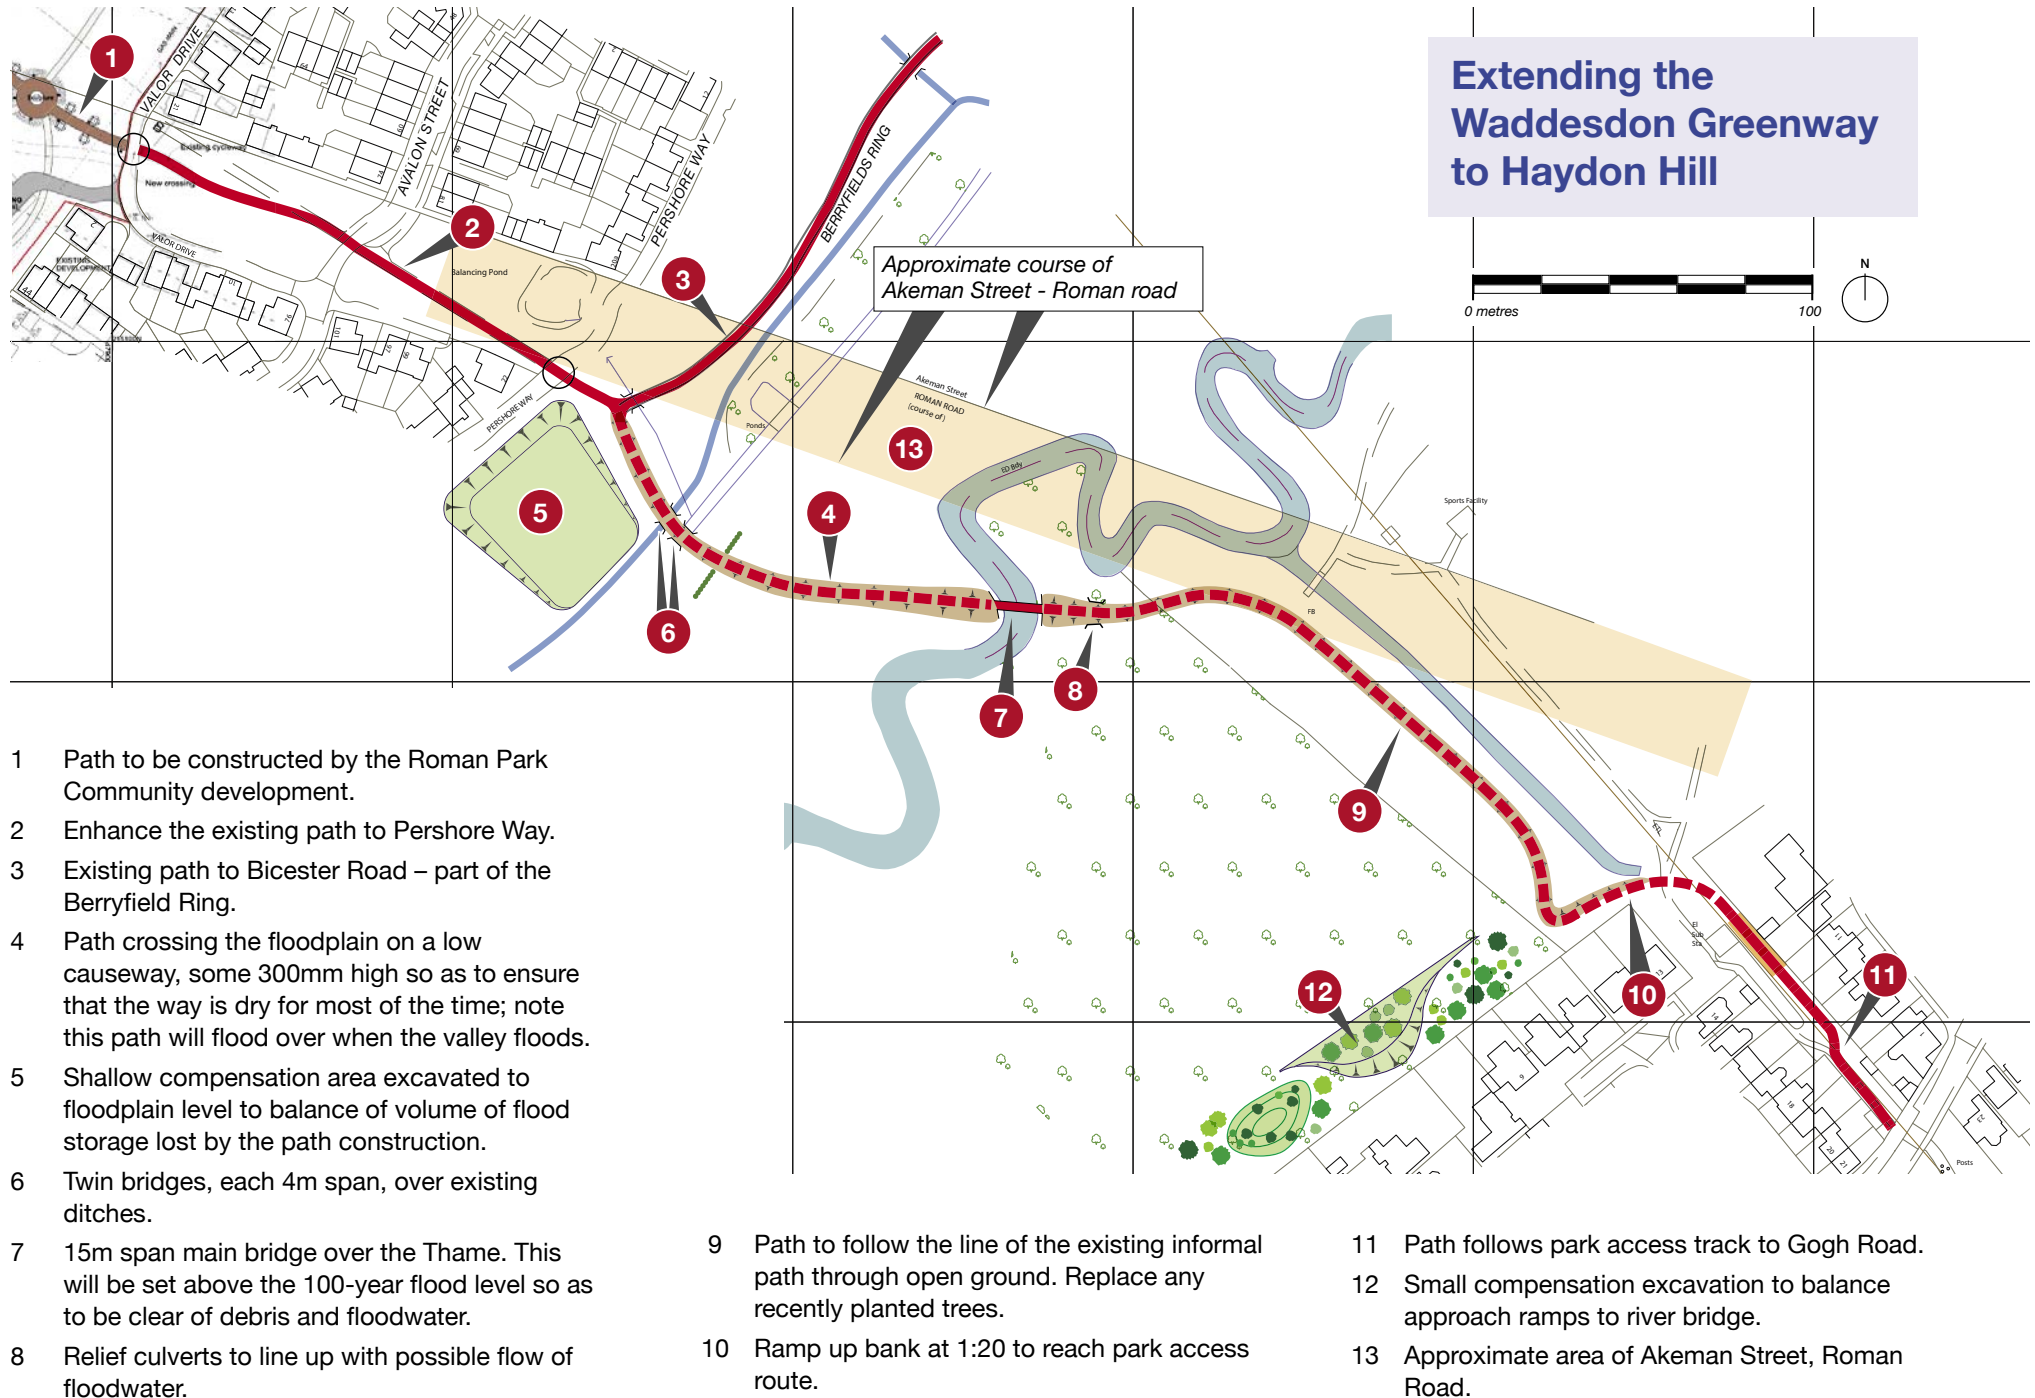 Extending the
Waddesdon Greenway
to Haydon Hill
N
0 metres
100
1
VALOR DRIVE
GAS MAIN
Existing cycleway
New crossing
VALOR DRIVE
EXISTING
DEVELOPMENT
AVALON STREET
PERSHORE WAY
BERRYFIELDS RING
2
Balancing Pond
3
Approximate course of
Akeman Street - Roman road
Akeman Street
ROMAN ROAD
(course of)
13
PERSHORE WAY
Ponds
ED Bdy
Sports Facility
5
4
6
FB
7
8
9
ETL
El
Sub
Sta
10
11
12
Posts
1 Path to be constructed by the Roman Park
Community development.
2 Enhance the existing path to Pershore Way.
3 Existing path to Bicester Road – part of the
Berryfield Ring.
4 Path crossing the floodplain on a low
causeway, some 300mm high so as to ensure
that the way is dry for most of the time; note
this path will flood over when the valley floods.
5 Shallow compensation area excavated to
floodplain level to balance of volume of flood
storage lost by the path construction.
6 Twin bridges, each 4m span, over existing
ditches.
7 15m span main bridge over the Thame. This
will be set above the 100-year flood level so as
to be clear of debris and floodwater.
8 Relief culverts to line up with possible flow of
floodwater.
9 Path to follow the line of the existing informal
path through open ground. Replace any
recently planted trees.
10 Ramp up bank at 1:20 to reach park access
route.
11 Path follows park access track to Gogh Road.
12 Small compensation excavation to balance
approach ramps to river bridge.
13 Approximate area of Akeman Street, Roman
Road.